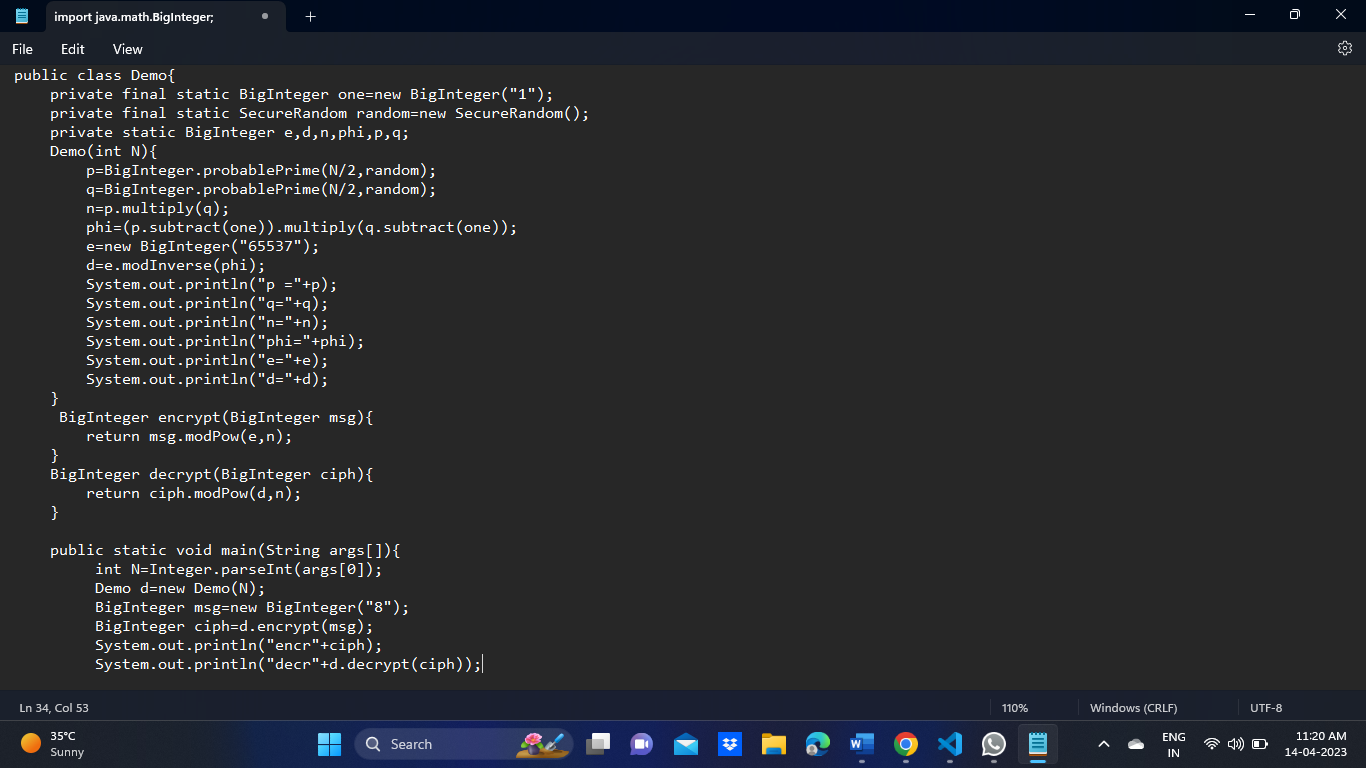 import java.math.BigInteger;
File Edit View
public class Demo{
    private final static BigInteger one=new BigInteger("1");
    private final static SecureRandom random=new SecureRandom();
    private static BigInteger e,d,n,phi,p,q;
    Demo(int N){
        p=BigInteger.probablePrime(N/2,random);
        q=BigInteger.probablePrime(N/2,random);
        n=p.multiply(q);
        phi=(p.subtract(one)).multiply(q.subtract(one));
        e=new BigInteger("65537");
        d=e.modInverse(phi);
        System.out.println("p ="+p);
        System.out.println("q="+q);
        System.out.println("n="+n);
        System.out.println("phi="+phi);
        System.out.println("e="+e);
        System.out.println("d="+d);
    }
     BigInteger encrypt(BigInteger msg){
        return msg.modPow(e,n);
    }
    BigInteger decrypt(BigInteger ciph){
        return ciph.modPow(d,n);
    }
    public static void main(String args[]){
         int N=Integer.parseInt(args[0]);
         Demo d=new Demo(N);
         BigInteger msg=new BigInteger("8");
         BigInteger ciph=d.encrypt(msg);
         System.out.println("encr"+ciph);
         System.out.println("decr"+d.decrypt(ciph));
Ln 34, Col 53 110% Windows (CRLF) UTF-8
35°C
Sunny
Search
ENG
IN
11:20 AM
14-04-2023